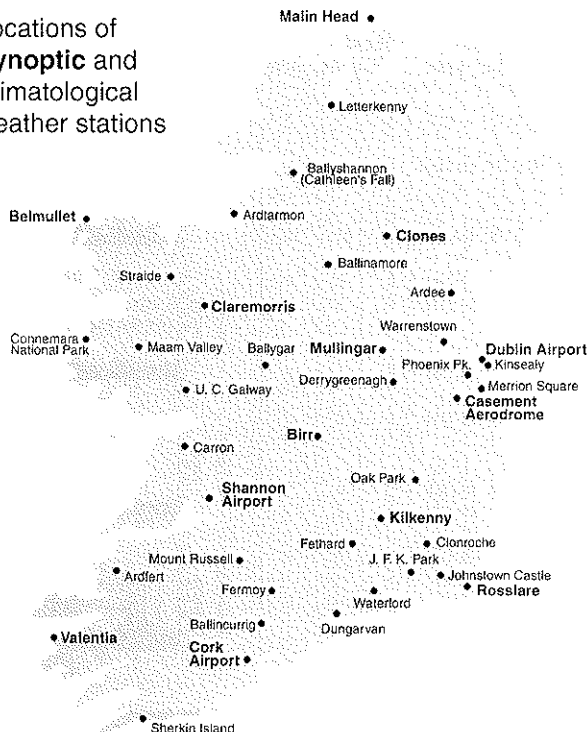 Malin Head
ocations of
ynoptic and
imatological
eather stations
Letterkenny
Ballyshannon
(Cathleen's Fall)
Belmullet
Ardtarmon
Clones
Ballinamore
Straide
Ardee
Claremorris
Warrenstown
Connemara
National Park
Maam Valley
Ballygar
Mullingar
Dublin Airport
Phoenix Pk.
Kinsealy
Derrygreenagh
Merrion Square
U. C. Galway
Casement
Aerodrome
Birr
Carron
Oak Park
Shannon
Airport
Kilkenny
Fethard
Clonroche
Mount Russell
J. F. K. Park
Ardfert
Johnstown Castle
Fermoy
Rosslare
Waterford
Ballincurrig
Dungarvan
Valentia
Cork
Airport
Sherkin Island